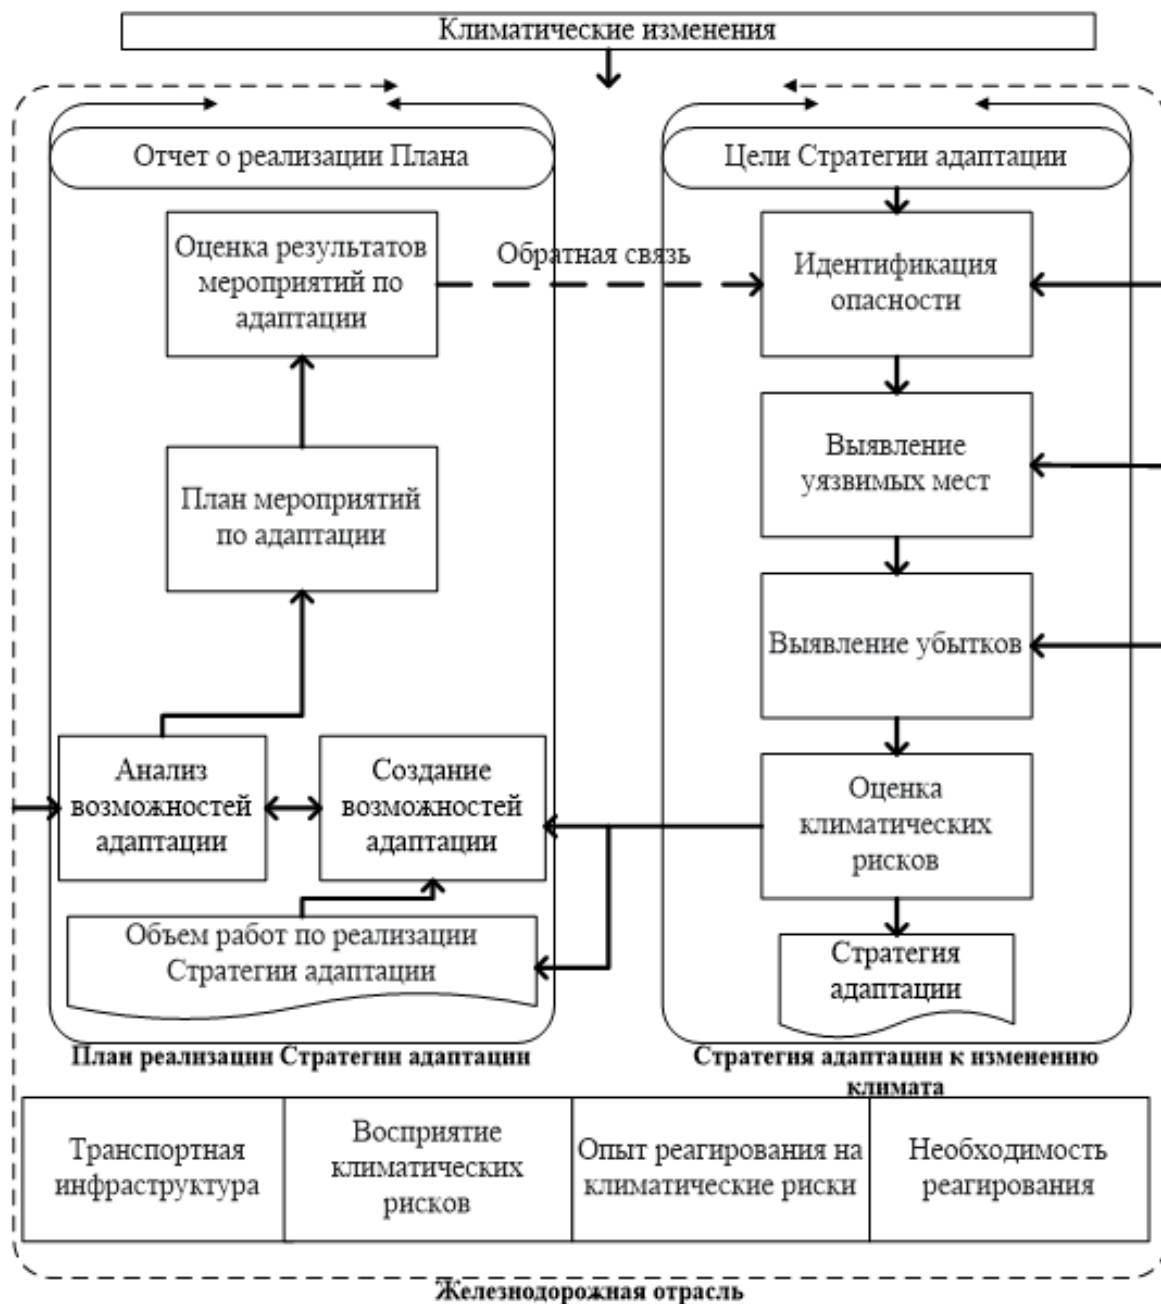 Климатические изменения
Отчет о реализации Плана
Оценка результатов
мероприятий по
адаптации
План мероприятий
по адаптации
Анализ
возможностей
адаптации
Создание
возможностей
адаптации
Объем работ по реализации
Стратегии адаптации
План реализации Стратегии адаптации
Обратная связь
Цели Стратегии адаптации
Идентификация
опасности
Выявление
уязвимых мест
Выявление убытков
Оценка
климатических
рисков
Стратегия
адаптации
Стратегия адаптации к изменению
климата
Транспортная
инфраструктура
Восприятие
климатических
рисков
Опыт реагирования на
климатические риски
Необходимость
реагирования
Железнодорожная отрасль